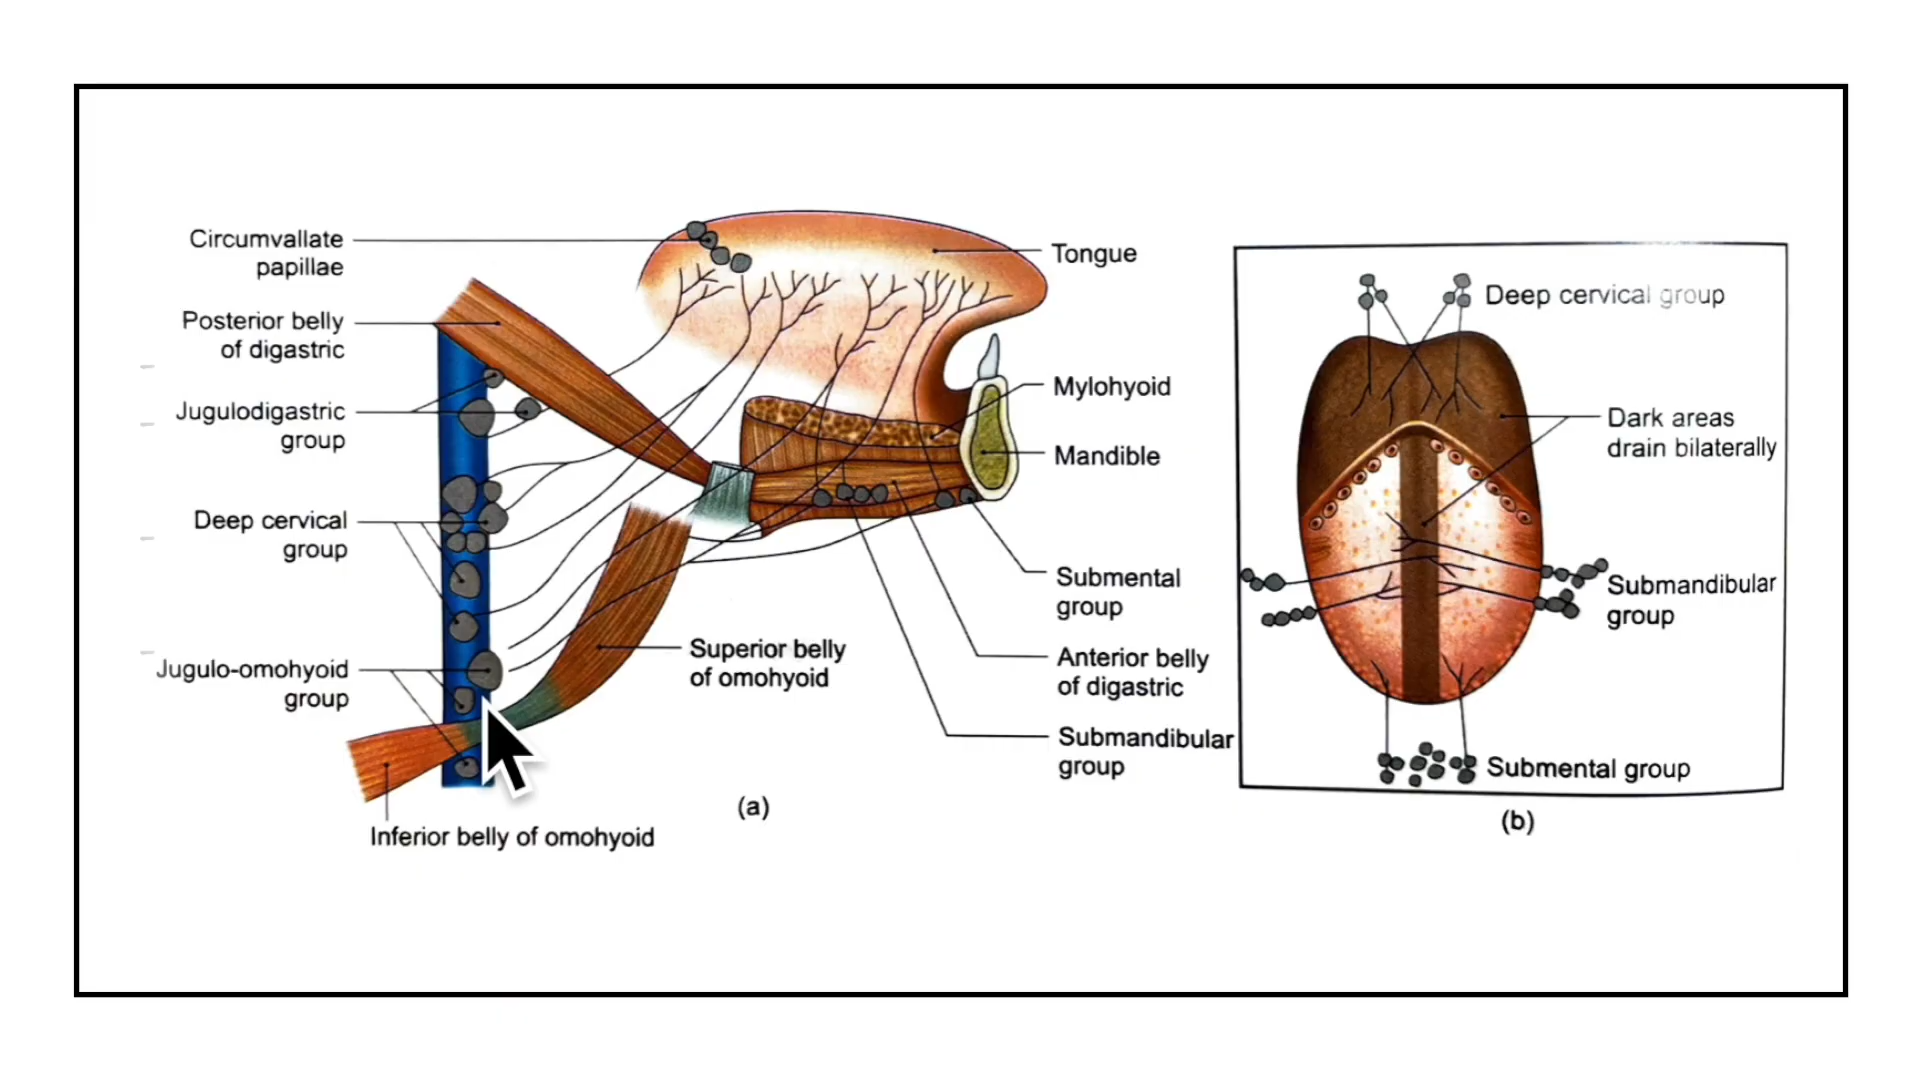 Circumvallate
papillae
Posterior belly
of digastric
Jugulodigastric
group
Deep cervical
group
Jugulo-omohyoid
group
Inferior belly of omohyoid
Superior belly
of omohyoid
Tongue
Mylohyoid
Mandible
Submental
group
Anterior belly
of digastric
Submandibular
group
(a)
Deep cervical group
Dark areas
drain bilaterally
Submandibular
group
Submental group
(b)